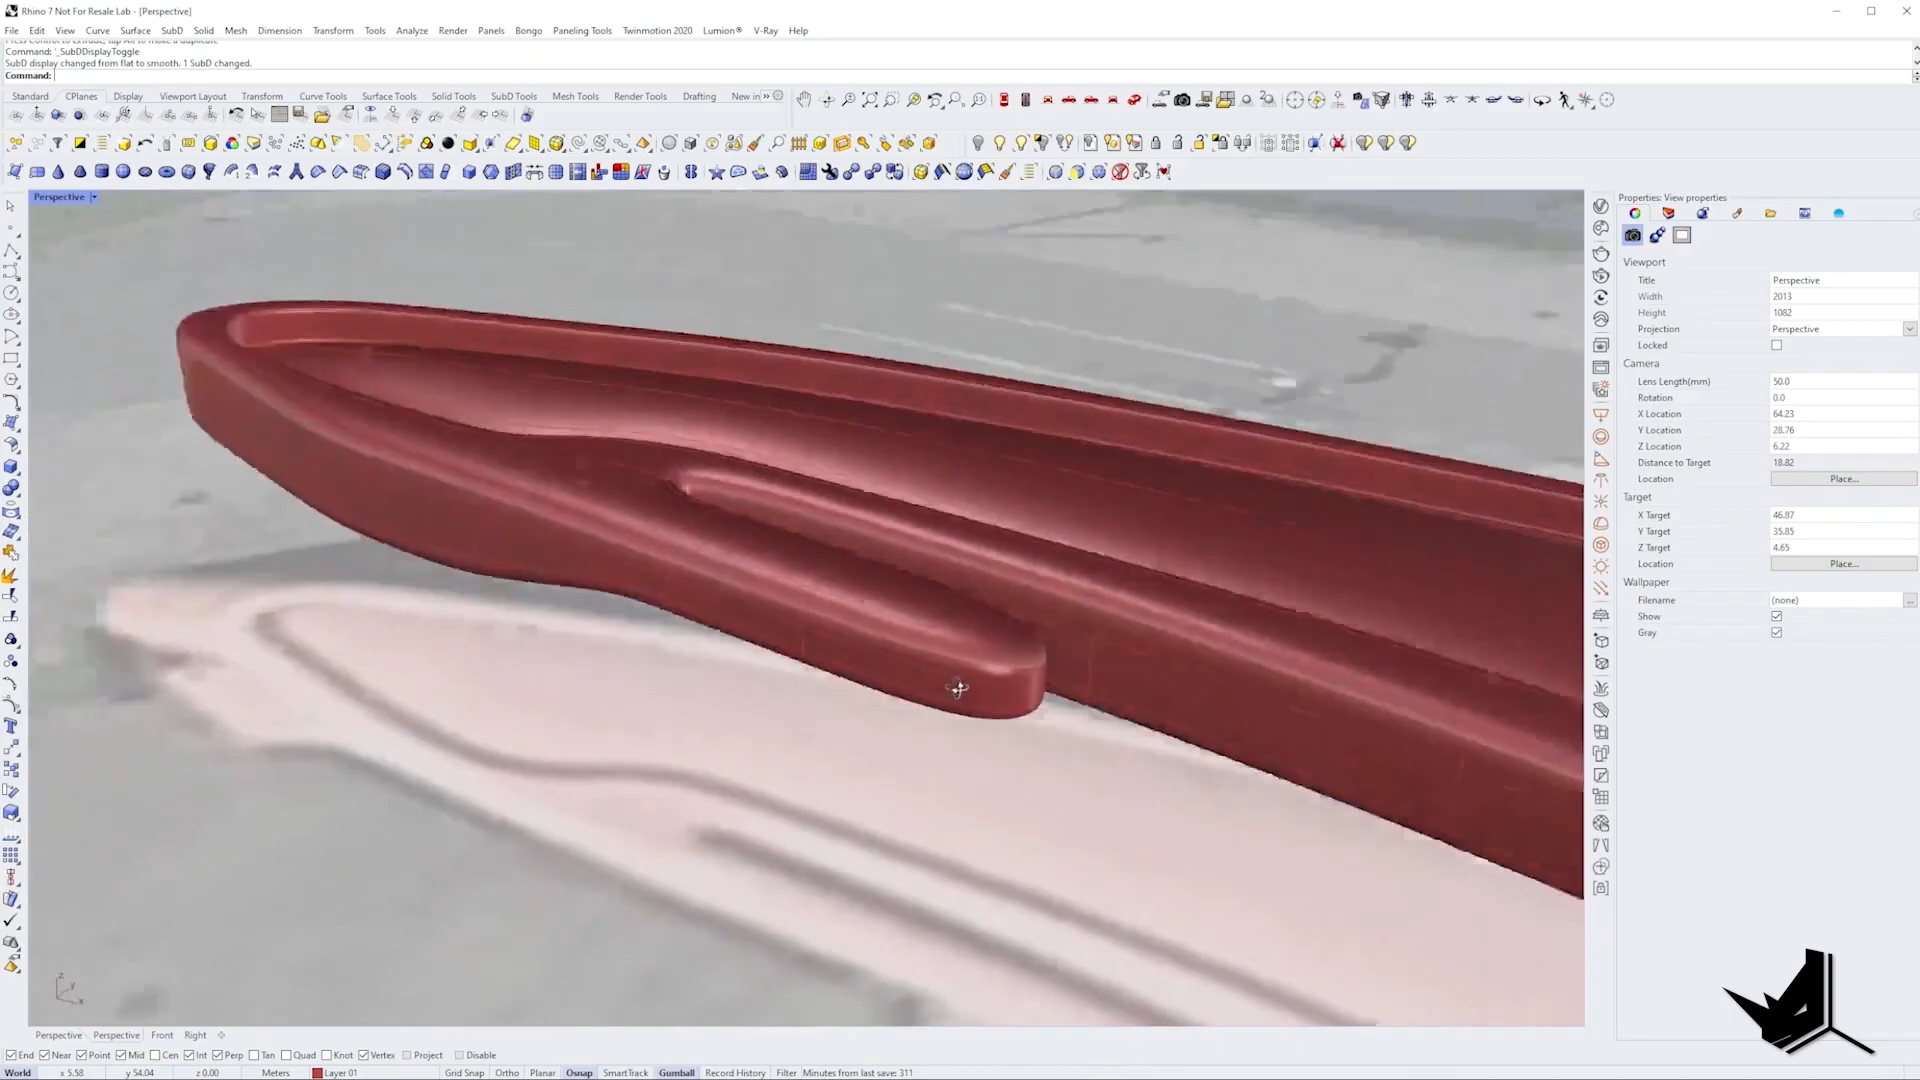 Rhino 7 Not For Resale Lab - [Perspective]
File Edit View Curve Surface SubD Solid Mesh Dimension Transform Tools Analyze Render Panels Bongo Paneling Tools Twinmotion 2020 Lumion® V-Ray Help
Command: '_SubDDisplayToggle
SubD display changed from flat to smooth. 1 SubD changed.
Command:
Standard CPlanes Display Viewport Layout Transform Curve Tools Surface Tools Solid Tools SubD Tools Mesh Tools Render Tools Drafting New in »
Perspective
Properties: View properties
Viewport
Title Perspective
Width 2013
Height 1082
Projection Perspective
Locked
Camera
Lens Length(mm) 50.0
Rotation 0.0
X Location 64.23
Y Location 28.76
Z Location 6.22
Distance to Target 18.82
Location Place...
Target
X Target 46.87
Y Target 35.85
Z Target 4.65
Location Place...
Wallpaper
Filename (none) ...
Show
Gray
z
y
x
Perspective Perspective Front Right
End Near Point Mid Cen Int Perp Tan Quad Knot Vertex Project Disable
World x 5.58 y 54.04 z 0.00 Meters Layer 01 Grid Snap Ortho Planar Osnap SmartTrack Gumball Record History Filter Minutes from last save: 311